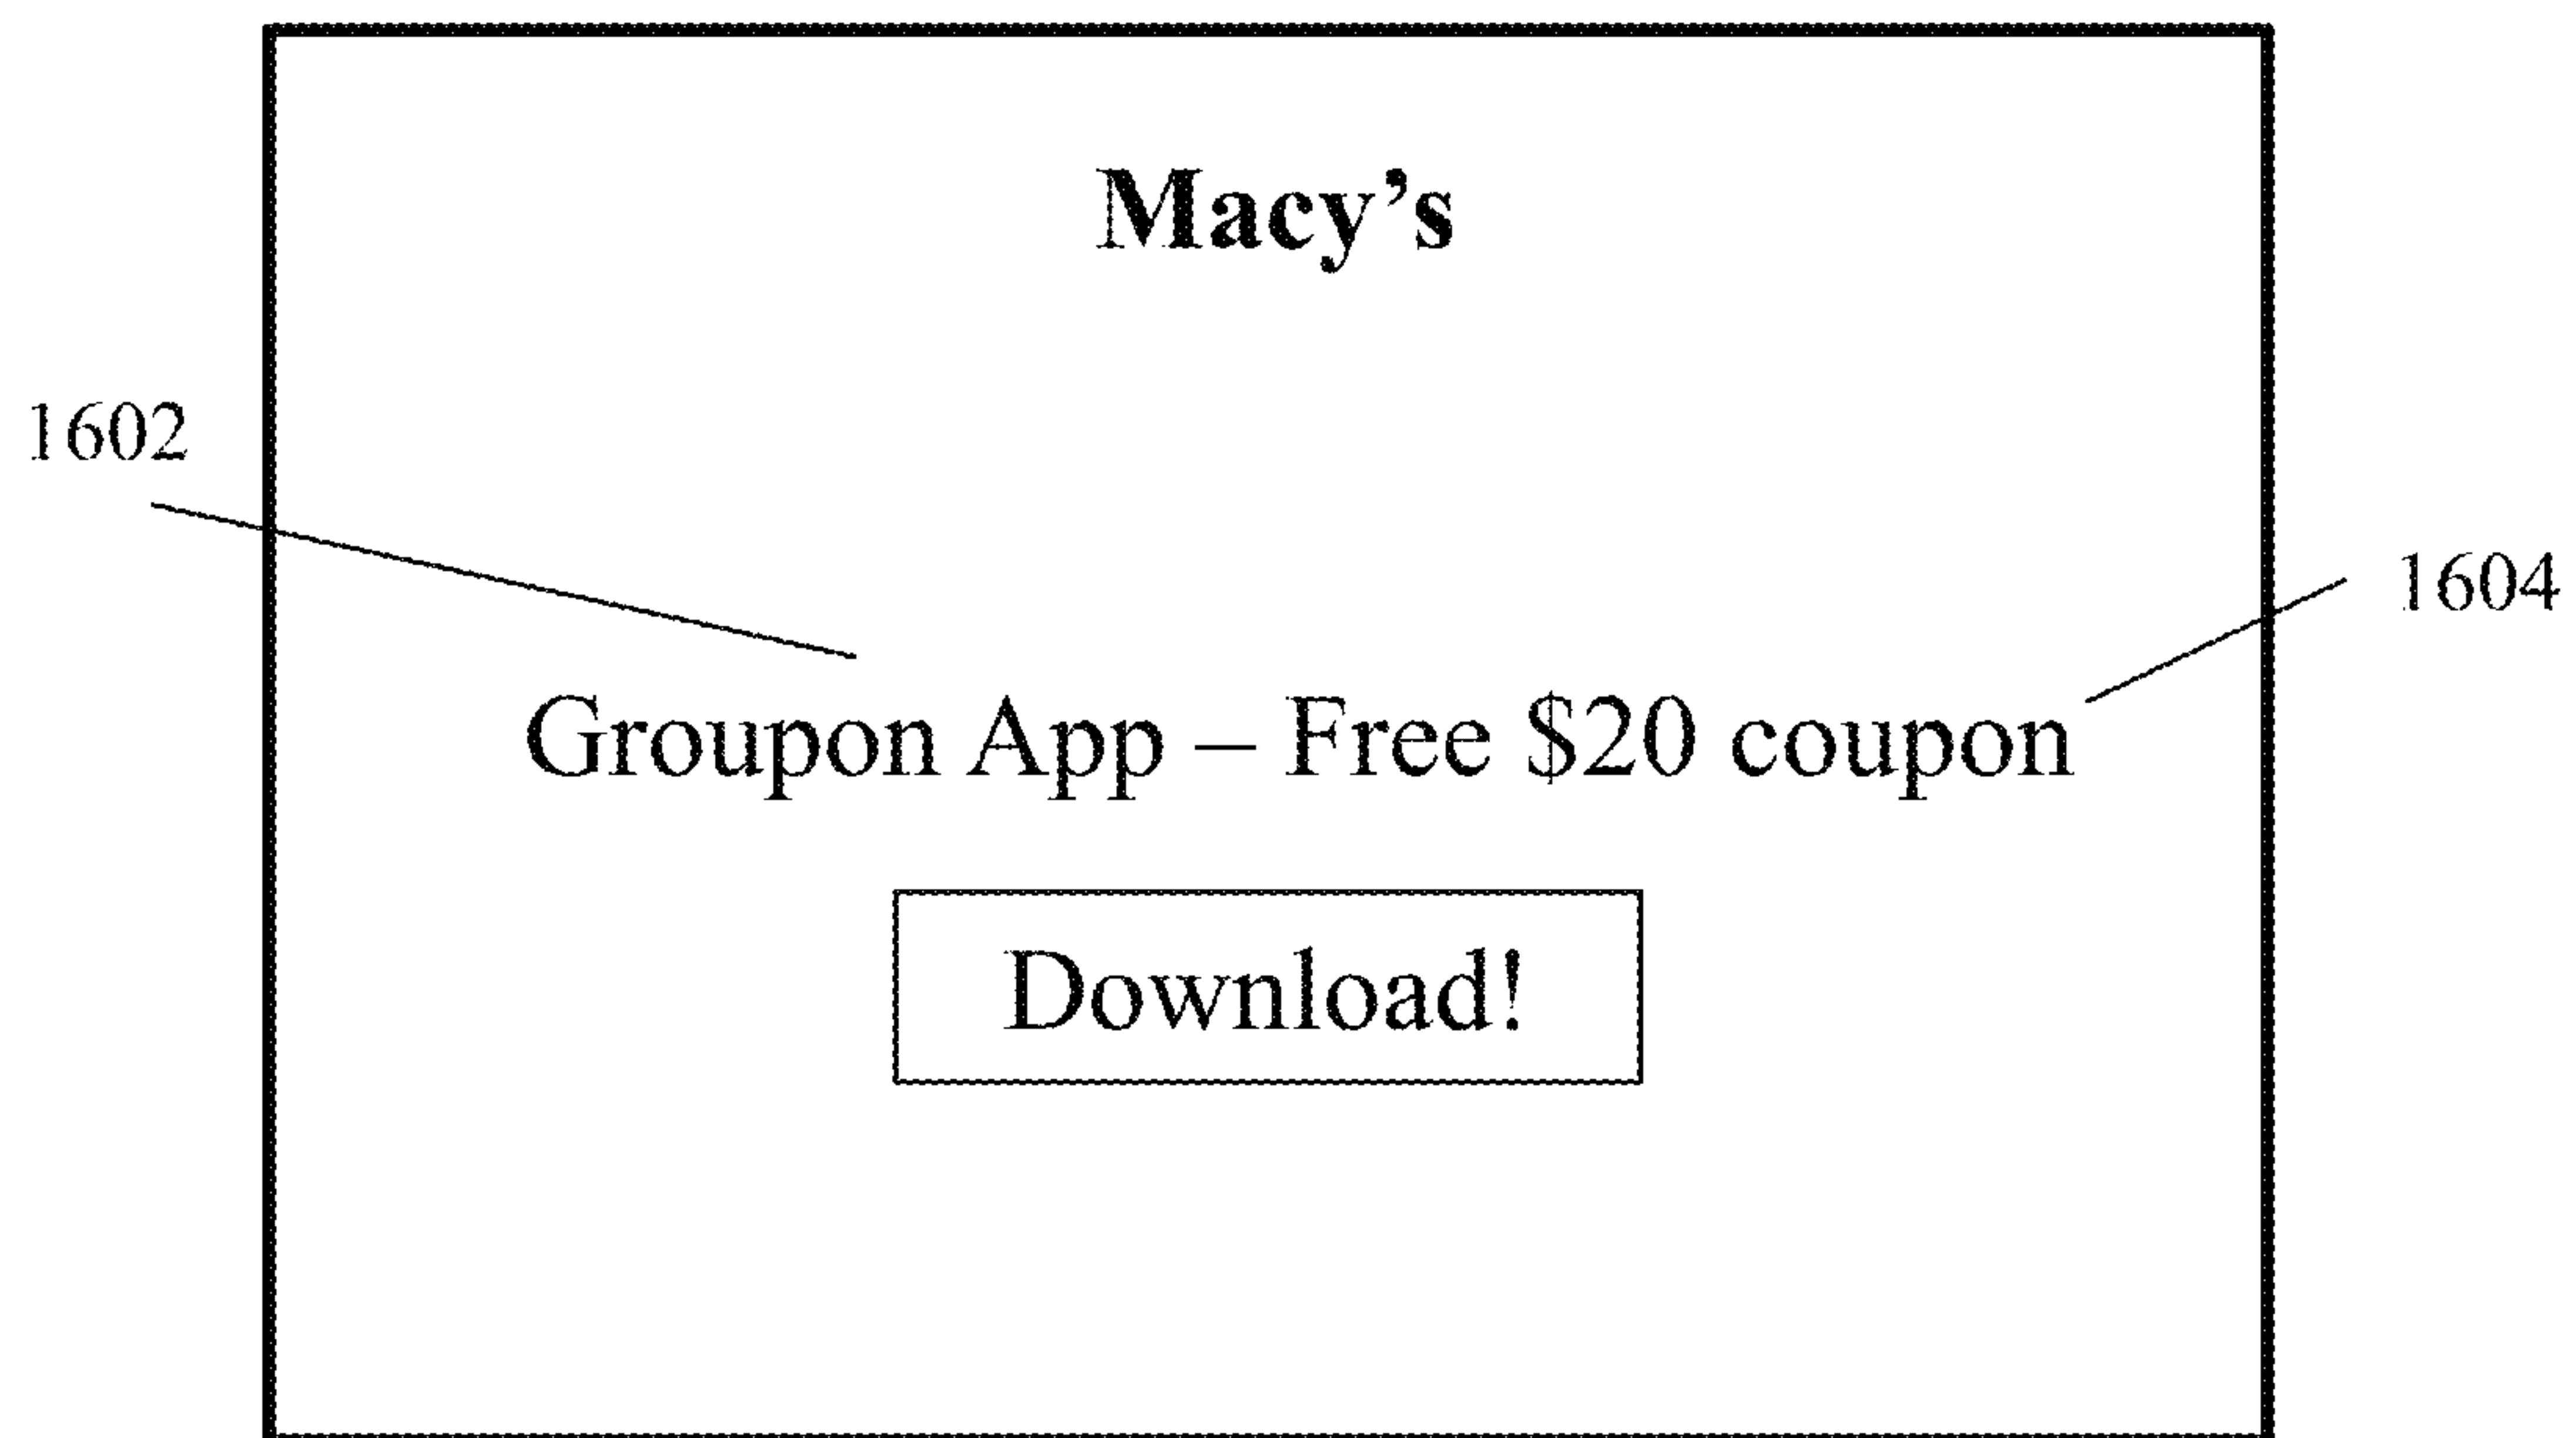 Macy’s
1602
1604
Groupon App – Free $20 coupon
Download!